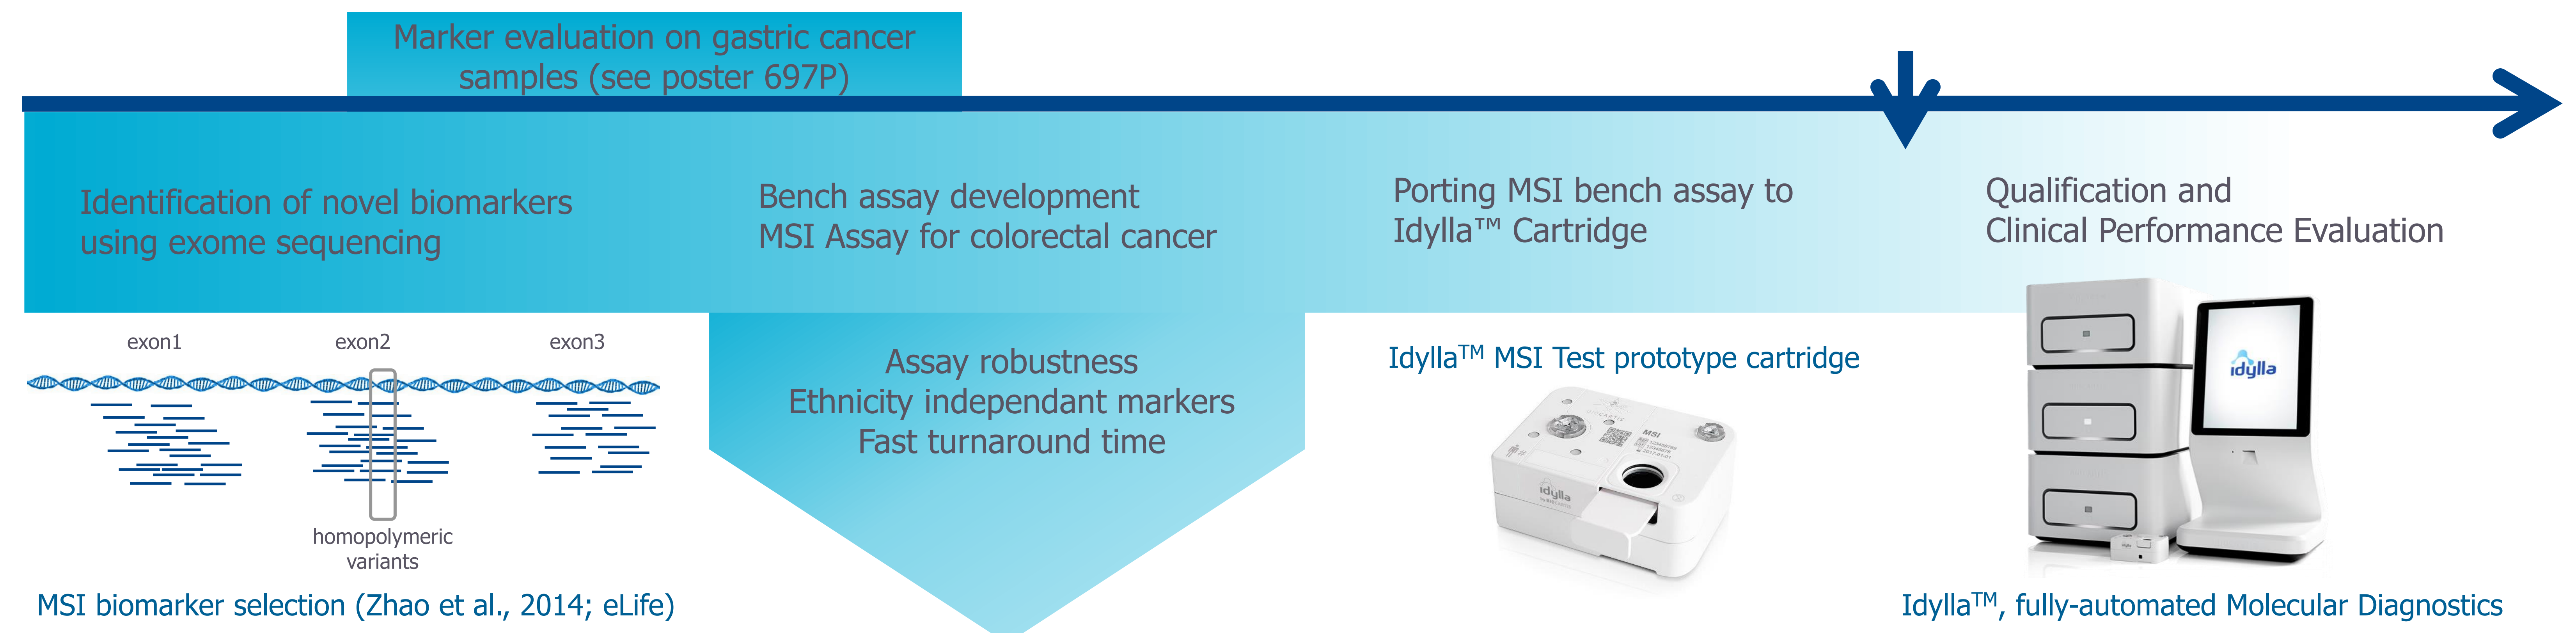 Marker evaluation on gastric cancer
samples (see poster 697P)
Identification of novel biomarkers
using exome sequencing
Bench assay development
MSI Assay for colorectal cancer
Porting MSI bench assay to
Idylla™ Cartridge
Qualification and
Clinical Performance Evaluation
exon1
exon2
exon3
homopolymeric
variants
MSI biomarker selection (Zhao et al., 2014; eLife)
Assay robustness
Ethnicity independant markers
Fast turnaround time
Idylla™ MSI Test prototype cartridge
MSI
idylla
idylla
Idylla™, fully-automated Molecular Diagnostics